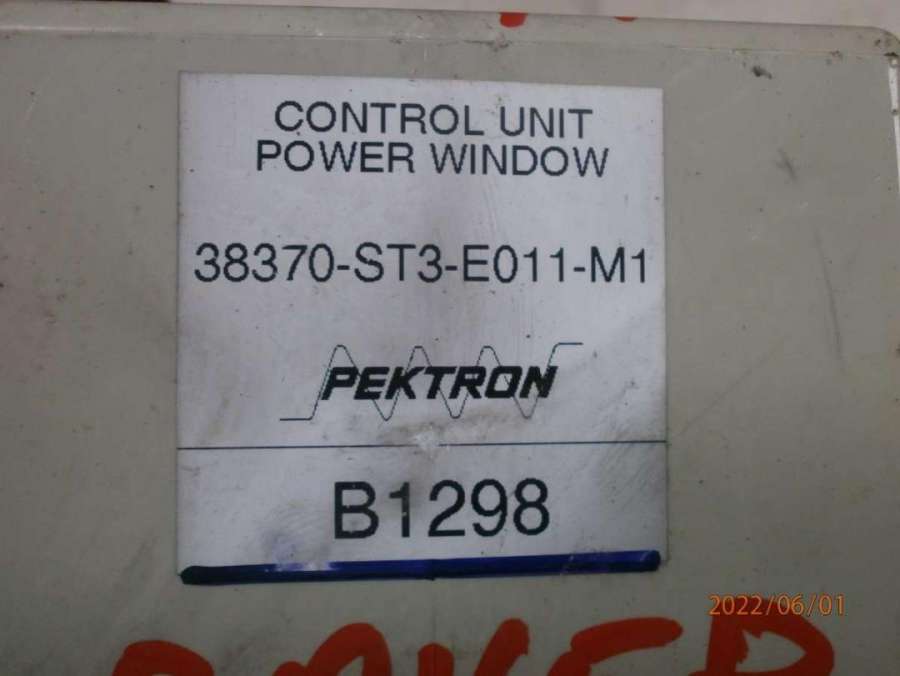 CONTROL UNIT
POWER WINDOW
38370-ST3-E011-M1
PEKTRON
B1298
2022/06/01